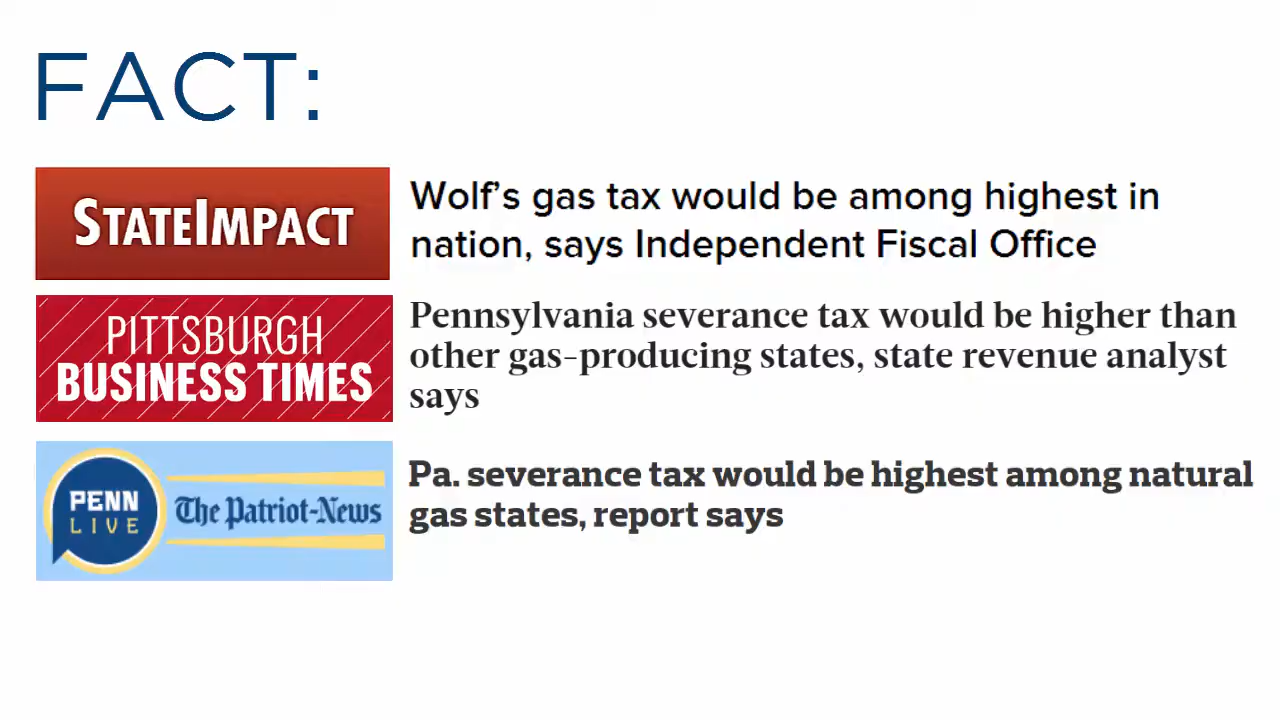 FACT:
STATEIMPACT
Wolf's gas tax would be among highest in
nation, says Independent Fiscal Office
PITTSBURGH
BUSINESS TIMES
Pennsylvania severance tax would be higher than
other gas-producing states, state revenue analyst
says
PENN
LIVE
The Patriot-News
Pa. severance tax would be highest among natural
gas states, report says